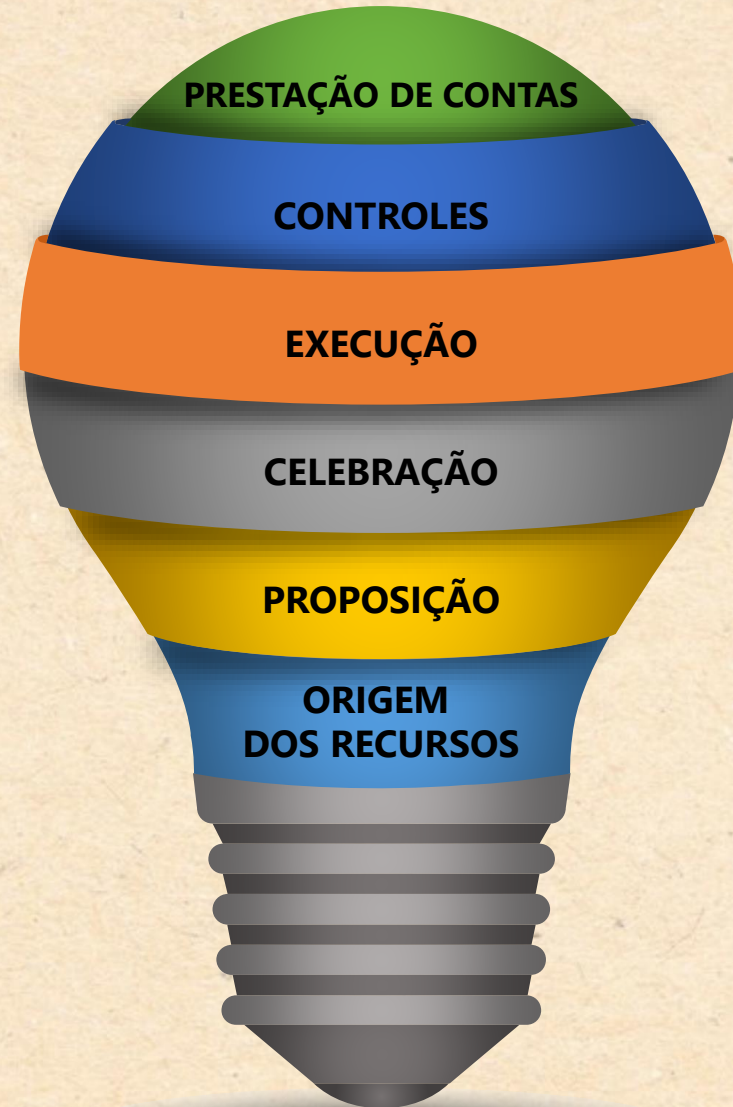 PRESTAÇÃO DE CONTAS
CONTROLES
EXECUÇÃO
CELEBRAÇÃO
PROPOSIÇÃO
ORIGEM
DOS RECURSOS